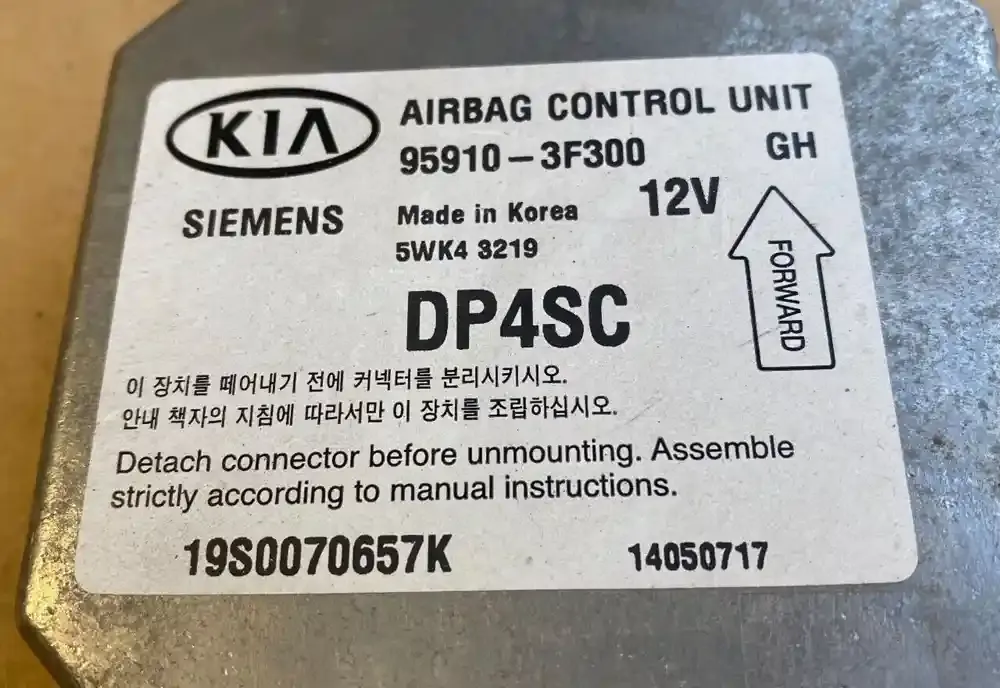 KIA
AIRBAG CONTROL UNIT
95910-3F300
GH
SIEMENS
Made in Korea
12V
5WK4 3219
FORWARD
DP4SC
이 장치를 떼어내기 전에 커넥터를 분리시키시오.
안내 책자의 지침에 따라서만 이 장치를 조립하십시오.
Detach connector before unmounting. Assemble
strictly according to manual instructions.
19S0070657K
14050717